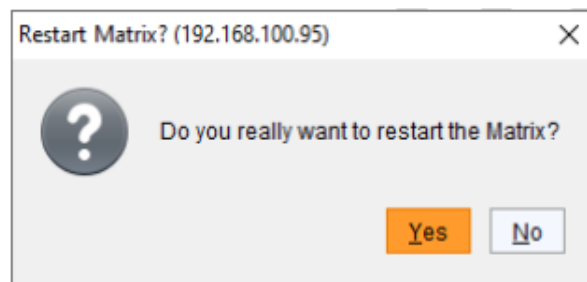 Restart Matrix? (192.168.100.95)
Do you really want to restart the Matrix?
Yes No